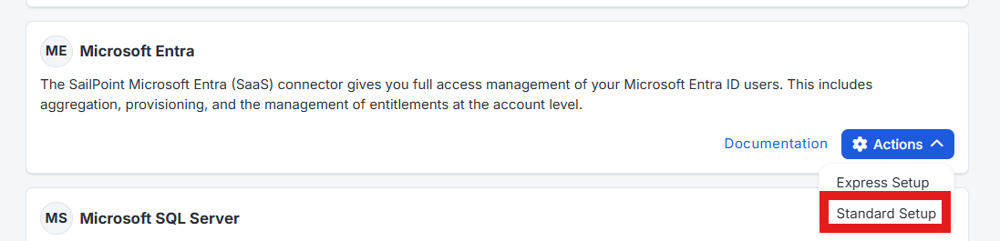 ME Microsoft Entra
The SailPoint Microsoft Entra (SaaS) connector gives you full access management of your Microsoft Entra ID users. This includes
aggregation, provisioning, and the management of entitlements at the account level.
Documentation Actions
Express Setup
Standard Setup
MS Microsoft SQL Server